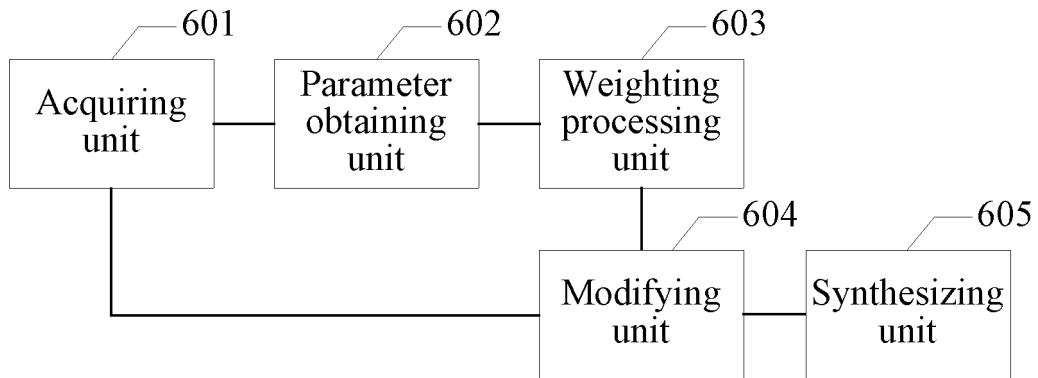 601
602
603
Acquiring
unit
Parameter
obtaining
unit
Weighting
processing
unit
604
605
Modifying
unit
Synthesizing
unit